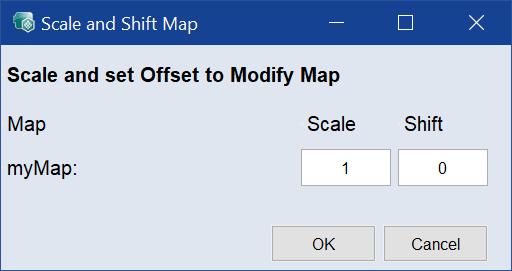 Scale and Shift Map
Scale and set Offset to Modify Map
Map Scale Shift
myMap: 1 0
OK Cancel